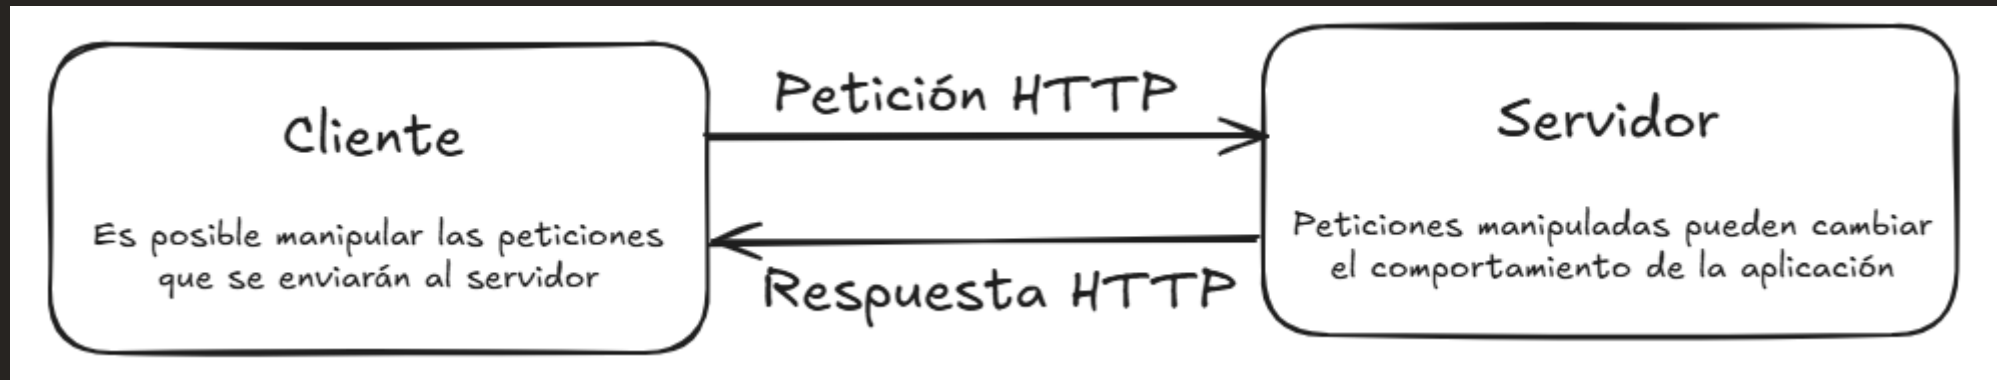 Cliente
Es posible manipular las peticiones
que se enviarán al servidor
Petición HTTP
Respuesta HTTP
Servidor
Peticiones manipuladas pueden cambiar
el comportamiento de la aplicación